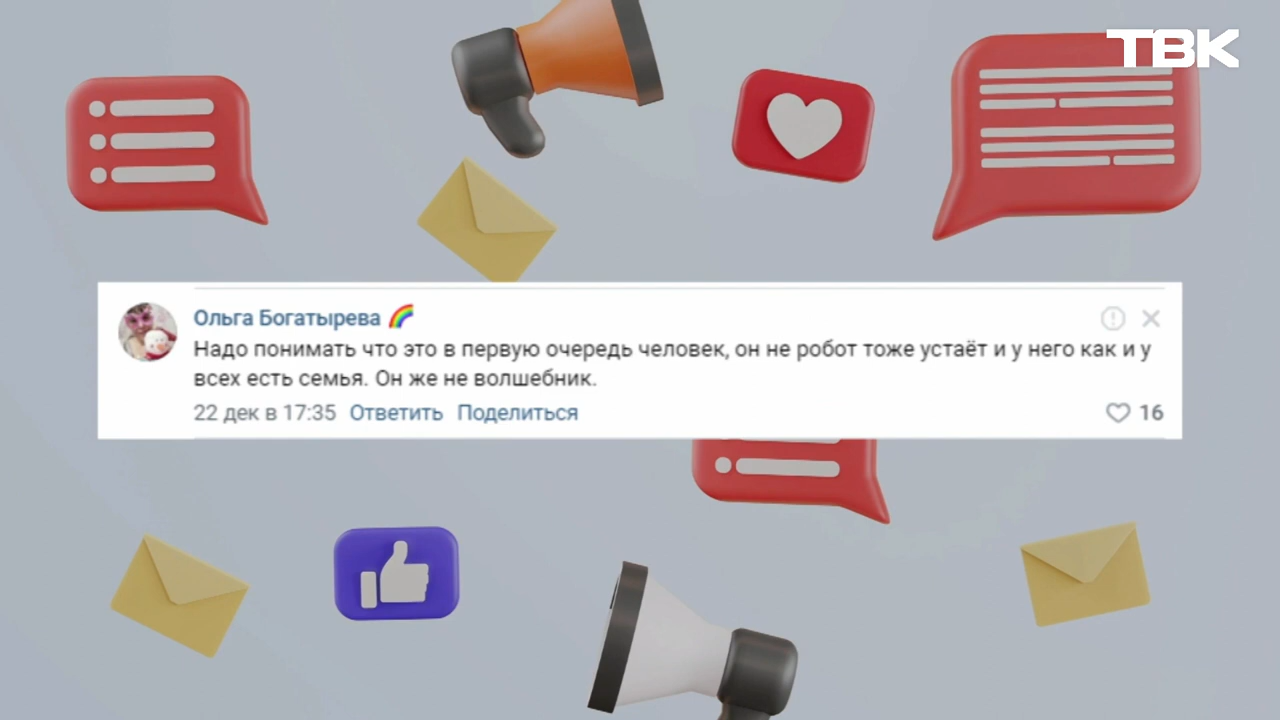 ТВК
Ольга Богатырева 🌈
Надо понимать что это в первую очередь человек, он не робот тоже устаёт и у него как и у
всех есть семья. Он же не волшебник.
22 дек в 17:35 Ответить Поделиться
16